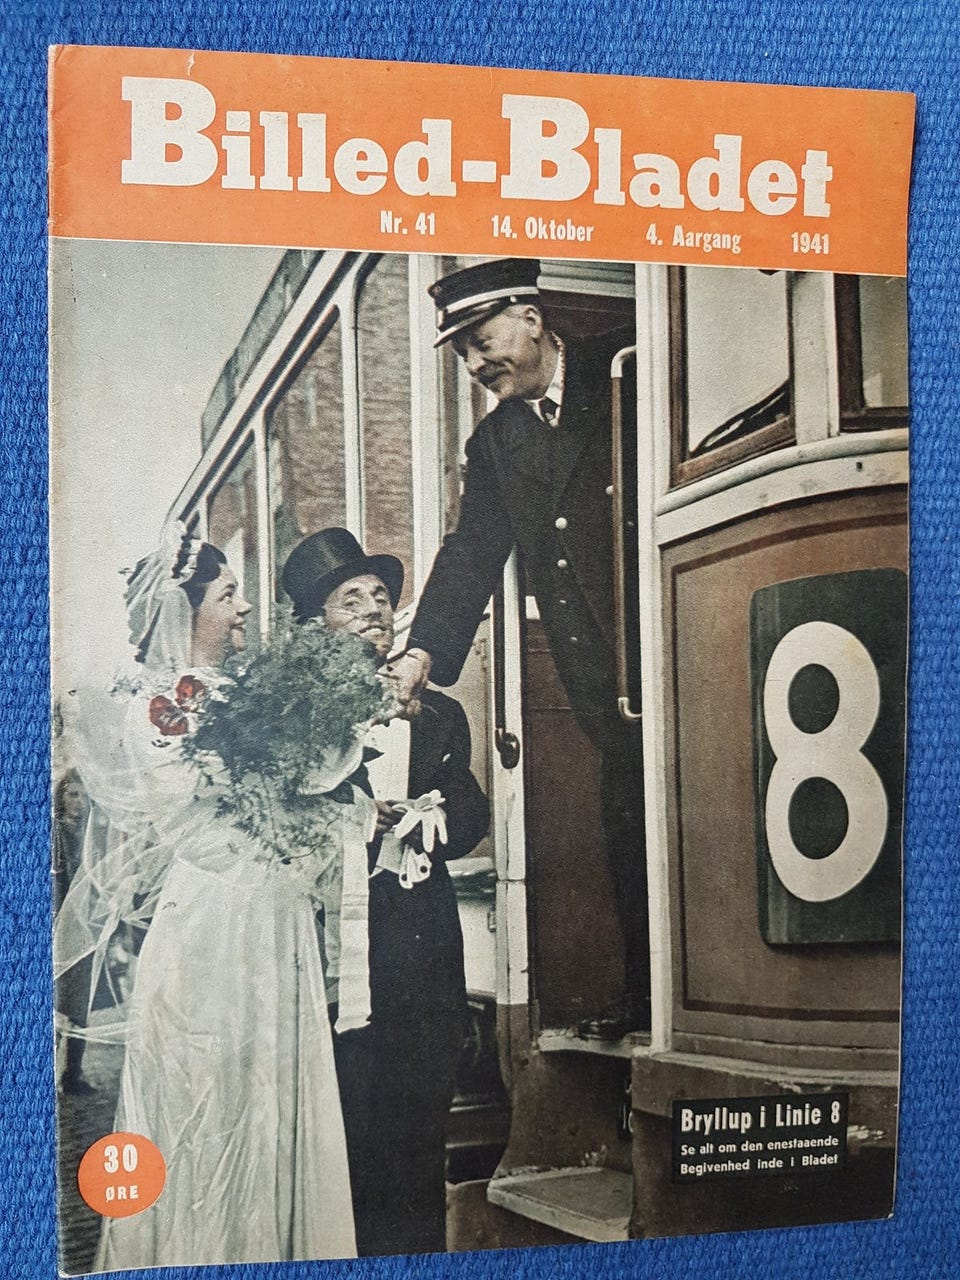 Billed-Bladet
Nr. 41 14. Oktober 4. Aargang 1941
8
Bryllup i Linie 8
Se alt om den enestaaende
Begivenhed inde i Bladet
30
ØRE